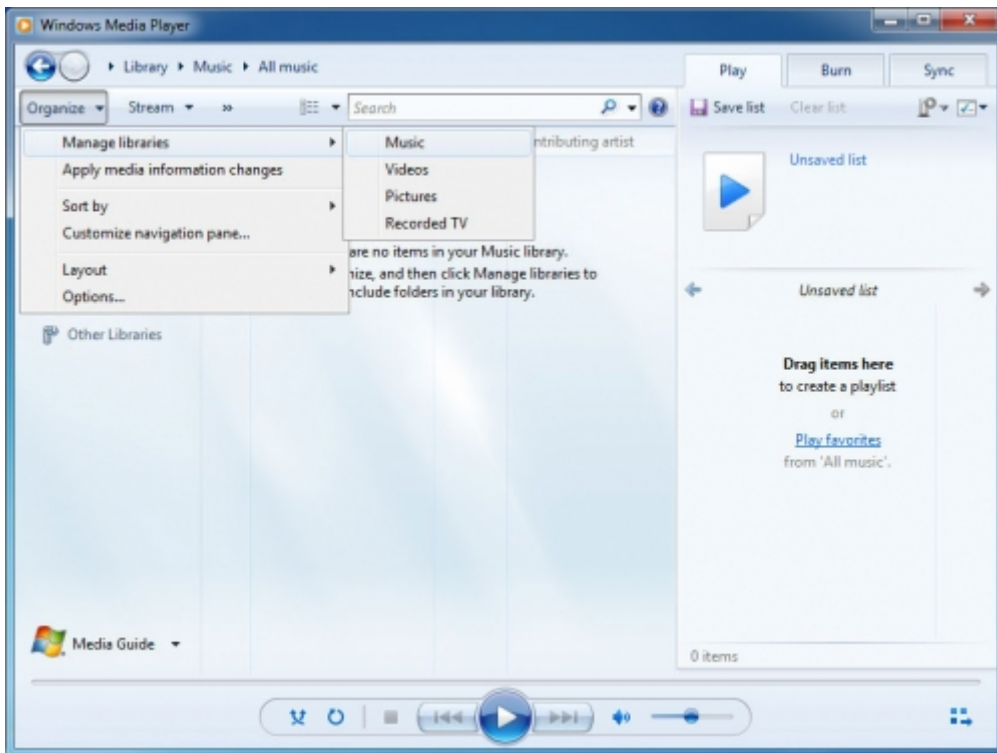 Windows Media Player
Library Music All music
Play Burn Sync
Organize Stream » Search
Save list Clear list
Manage libraries
Apply media information changes
Sort by
Customize navigation pane...
Layout
Options...
Music
Videos
Pictures
Recorded TV
ntributing artist
are no items in your Music library.
nize, and then click Manage libraries to
nclude folders in your library.
Other Libraries
Unsaved list
Unsaved list
Drag items here
to create a playlist
or
Play favorites
from 'All music'.
Media Guide
0 items